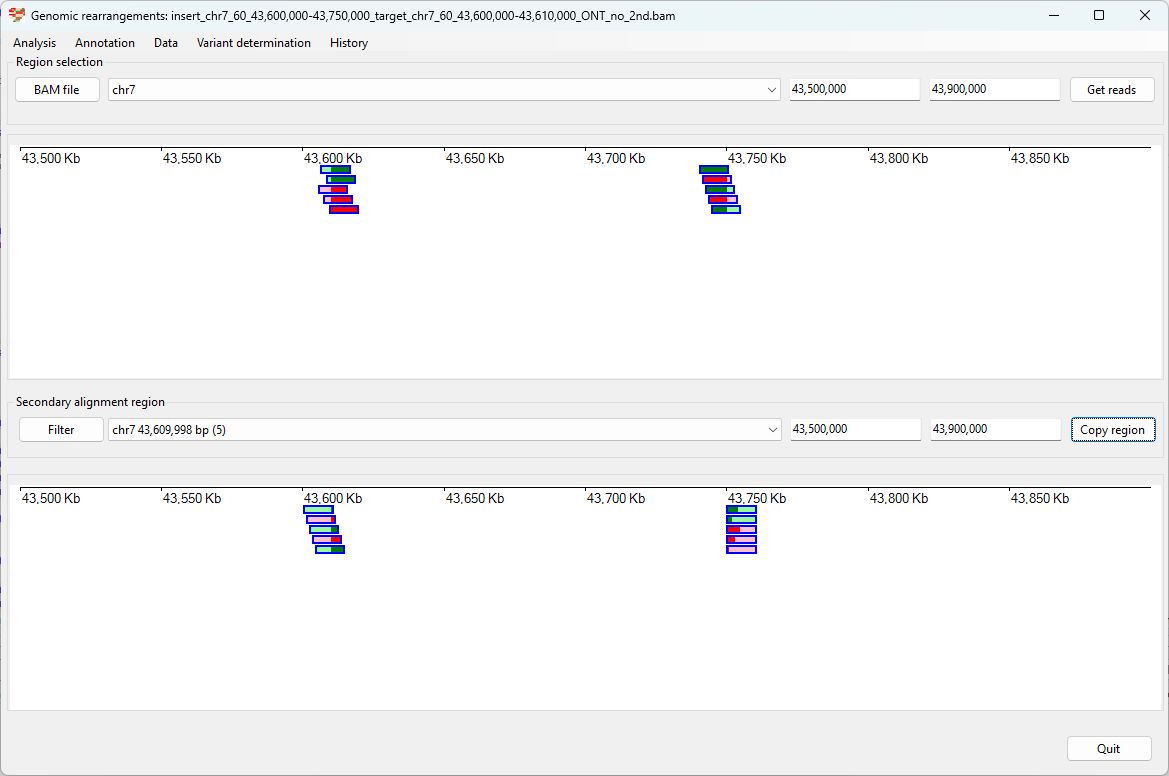 Genomic rearrangements: insert_chr7_60_43,600,000-43,750,000_target_chr7_60_43,600,000-43,610,000_ONT_no_2nd.bam
Analysis Annotation Data Variant determination History
Region selection
BAM file chr7 43,500,000 43,900,000 Get reads
43,500 Kb 43,550 Kb 43,600 Kb 43,650 Kb 43,700 Kb 43,750 Kb 43,800 Kb 43,850 Kb
Secondary alignment region
Filter chr7 43,609,998 bp (5) 43,500,000 43,900,000 Copy region
43,500 Kb 43,550 Kb 43,600 Kb 43,650 Kb 43,700 Kb 43,750 Kb 43,800 Kb 43,850 Kb
Quit